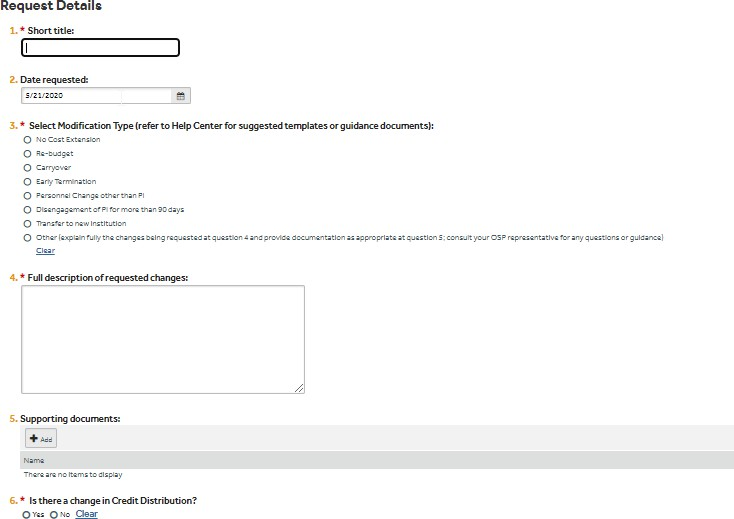 Request Details
1. * Short title:
2. Date requested:
5/21/2020
3. * Select Modification Type (refer to Help Center for suggested templates or guidance documents):
No Cost Extension
Re-budget
Carryover
Early Termination
Personnel Change other than PI
Disengagement of PI for more than 90 days
Transfer to new institution
Other (explain fully the changes being requested at question 4 and provide documentation as appropriate at question 5; consult your OSP representative for any questions or guidance)
Clear
4. * Full description of requested changes:
5. Supporting documents:
+ Add
Name
There are no items to display
6. * Is there a change in Credit Distribution?
Yes No Clear